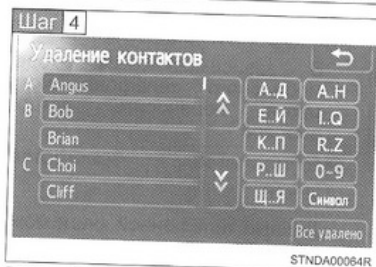 Шаг 4
Удаление контактов
A Angus А..Д A..H
B Bob Е..Й I..Q
Brian К..П R..Z
C Choi Р..Ш 0-9
Cliff Щ..Я Символ
Все удалено
STNDA00064R